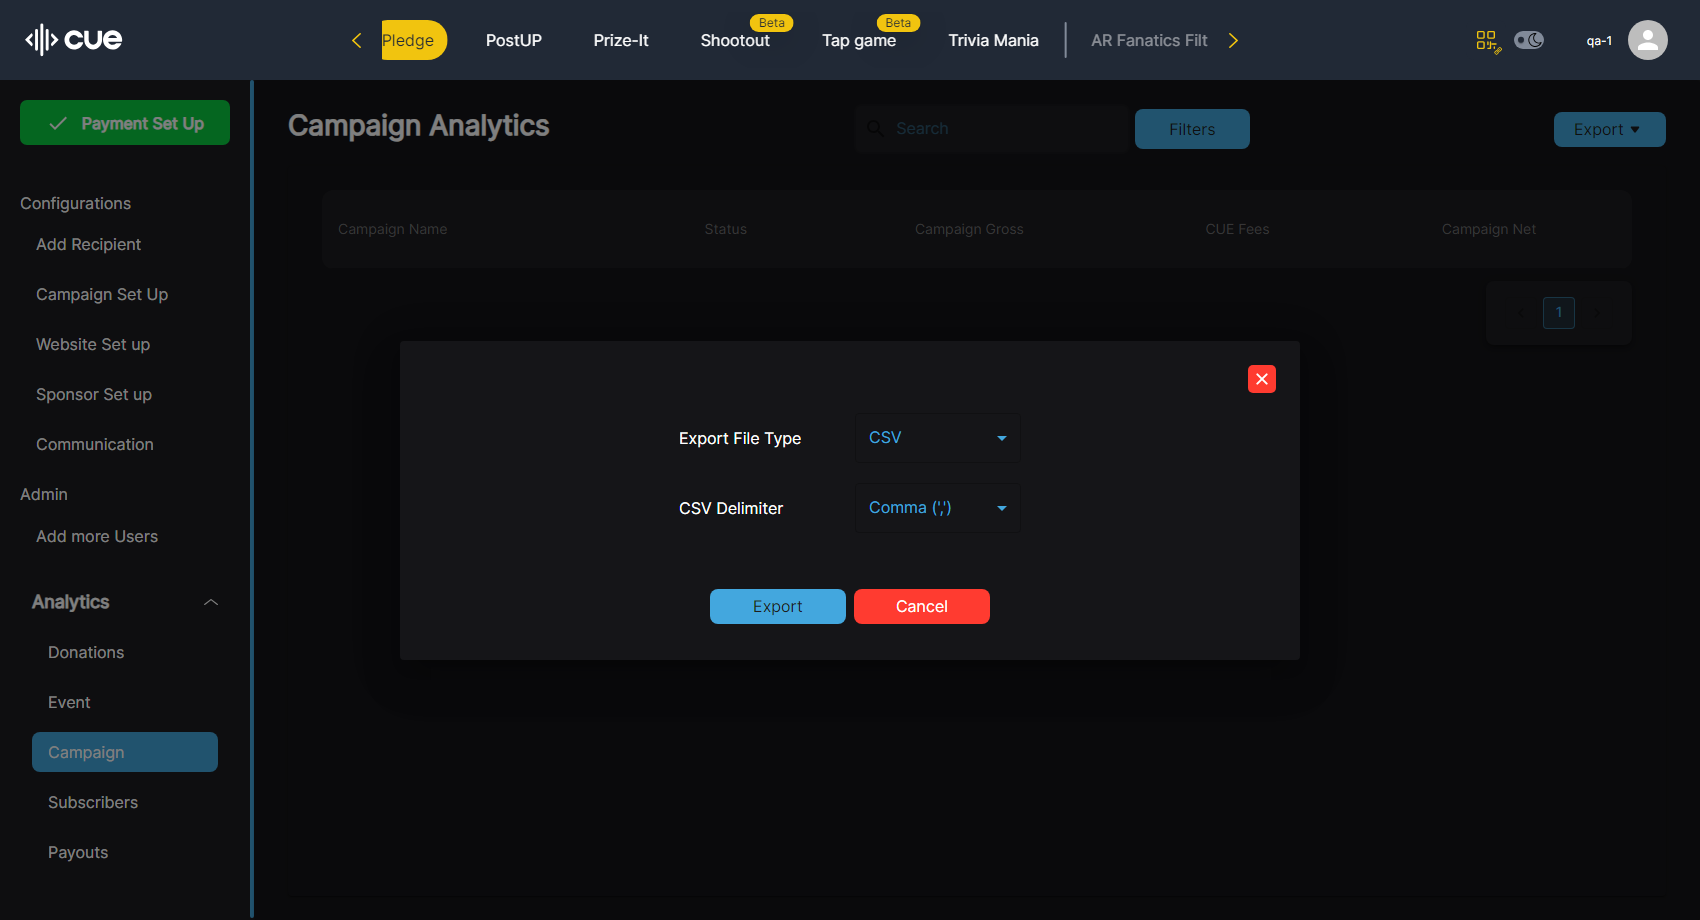 cue
Pledge
PostUP
Prize-It
Shootout
Beta
Tap game
Beta
Trivia Mania
AR Fanatics Filt
qa-1
Payment Set Up
Configurations
Add Recipient
Campaign Set Up
Website Set up
Sponsor Set up
Communication
Admin
Add more Users
Analytics
Donations
Event
Campaign
Subscribers
Payouts
Campaign Analytics
Search
Filters
Export
Campaign Name
Status
Campaign Gross
CUE Fees
Campaign Net
1
Export File Type
CSV
CSV Delimiter
Comma (',')
Export
Cancel